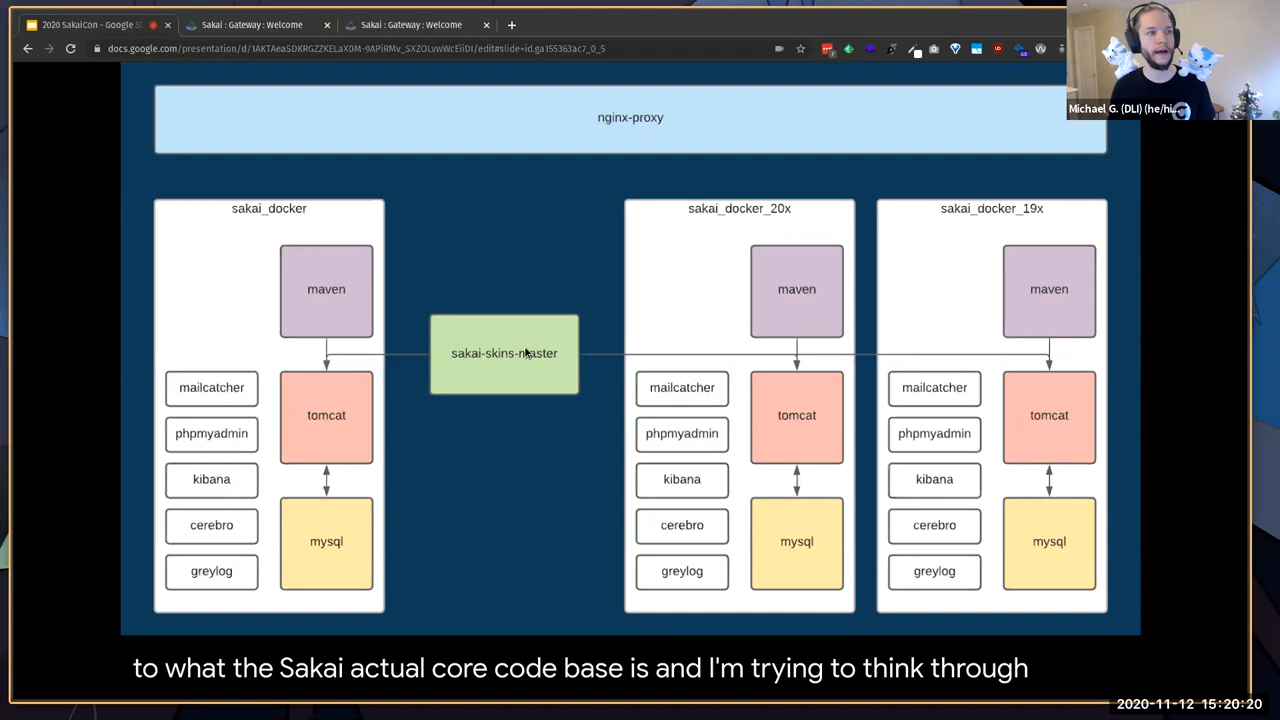 2020 SakaiCon - Google S
Sakai : Gateway : Welcome
Sakai : Gateway : Welcome
docs.google.com/presentation/d/1AKTAeaSDKRGZZKELaX0M-9APiRMv_SXZOLvwWcEiiDI/edit#slide=id.ga155363ac7_0_5
Michael G. (DLI) (he/hi...
nginx-proxy
sakai_docker
maven
mailcatcher
tomcat
phpmyadmin
kibana
cerebro
mysql
greylog
sakai-skins-master
sakai_docker_20x
maven
mailcatcher
tomcat
phpmyadmin
kibana
cerebro
mysql
greylog
sakai_docker_19x
maven
mailcatcher
tomcat
phpmyadmin
kibana
cerebro
mysql
greylog
to what the Sakai actual core code base is and I'm trying to think through
2020-11-12 15:20:20